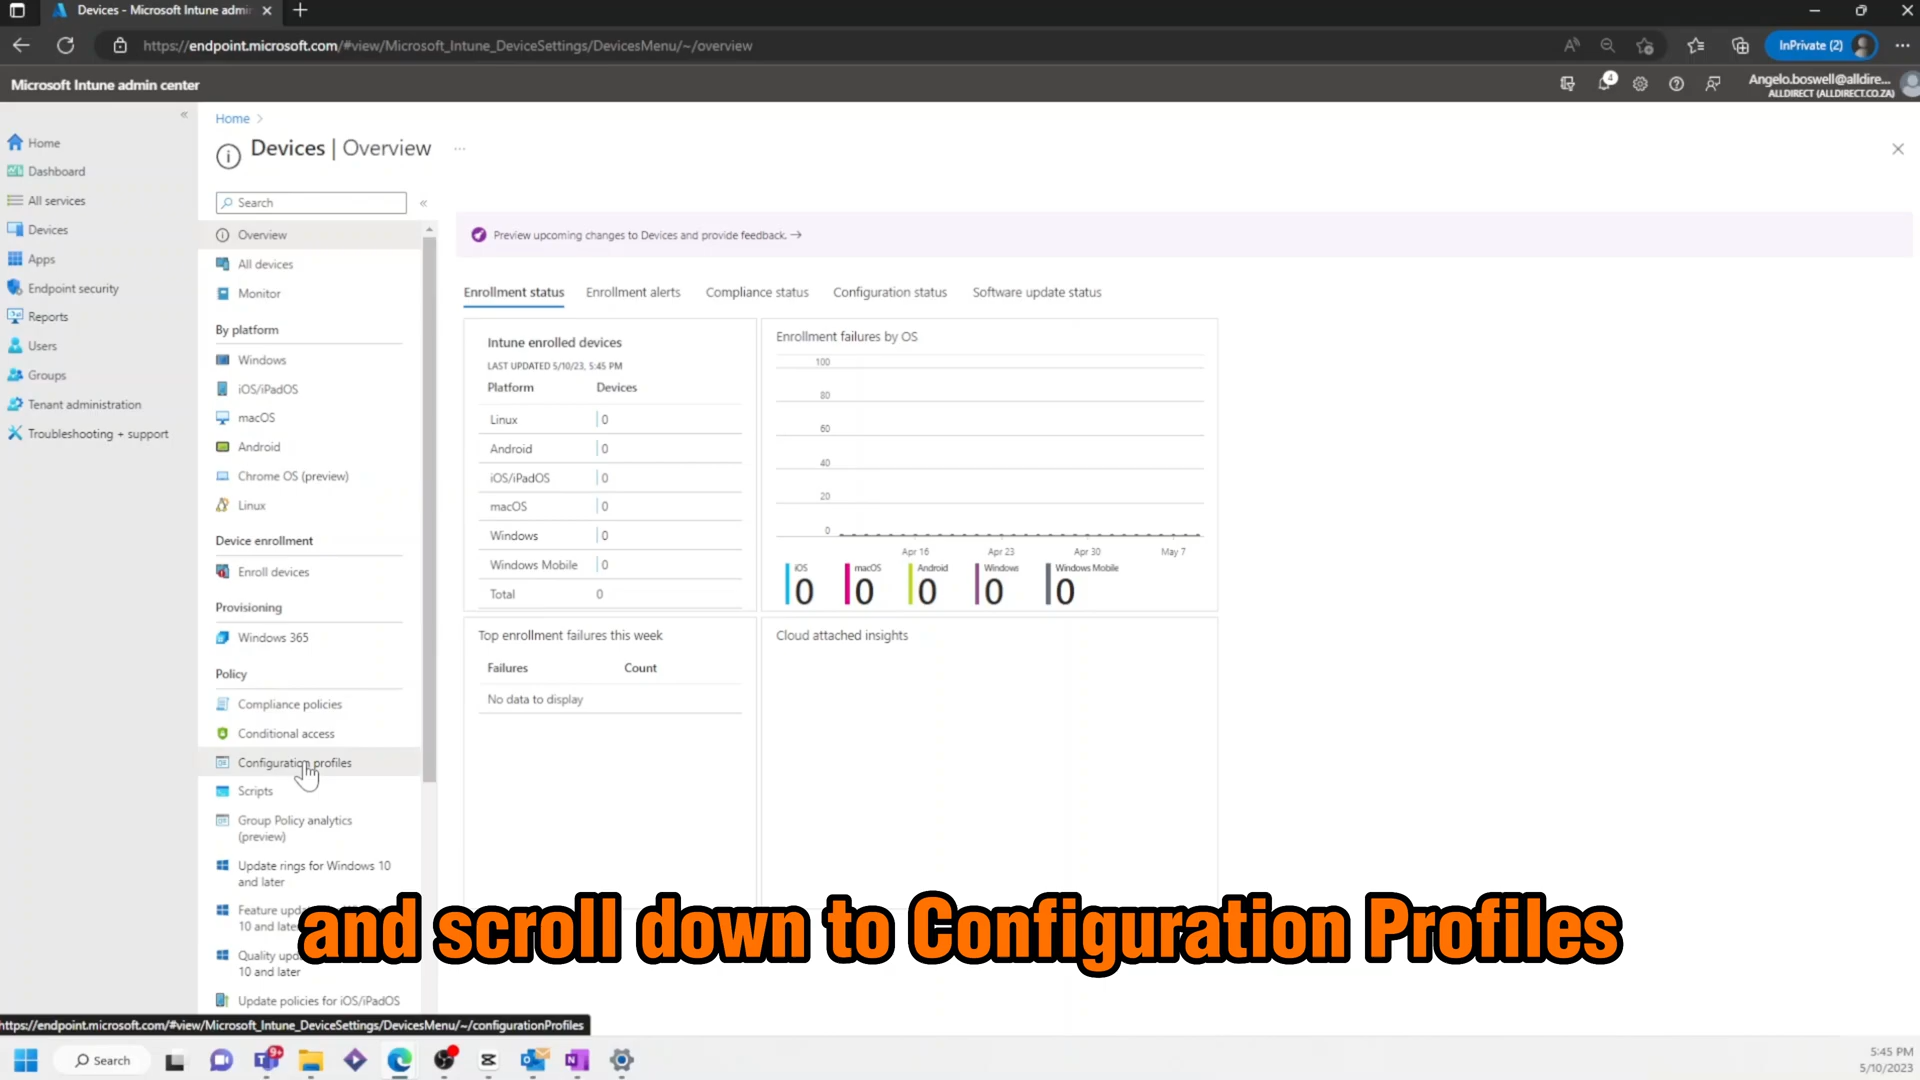 Devices - Microsoft Intune admi
https://endpoint.microsoft.com/#view/Microsoft_Intune_DeviceSettings/DevicesMenu/~/overview
InPrivate (2)
Microsoft Intune admin center
4
Angelo.boswell@alldire...
ALLDIRECT (ALLDIRECT.CO.ZA)
Home
Dashboard
All services
Devices
Apps
Endpoint security
Reports
Users
Groups
Tenant administration
Troubleshooting + support
Home >
Devices | Overview
Search
Overview
All devices
Monitor
By platform
Windows
iOS/iPadOS
macOS
Android
Chrome OS (preview)
Linux
Device enrollment
Enroll devices
Provisioning
Windows 365
Policy
Compliance policies
Conditional access
Configuration profiles
Scripts
Group Policy analytics
(preview)
Update rings for Windows 10
and later
Feature
10 and
Quality
10 and later
Update policies for iOS/iPadOS
Preview upcoming changes to Devices and provide feedback. →
Enrollment status Enrollment alerts Compliance status Configuration status Software update status
Intune enrolled devices
LAST UPDATED 5/10/23, 5:45 PM
Platform Devices
Linux 0
Android 0
iOS/iPadOS 0
macOS 0
Windows 0
Windows Mobile 0
Total 0
Enrollment failures by OS
100
80
60
40
20
0
Apr 16 Apr 23 Apr 30 May 7
iOS macOS Android Windows Windows Mobile
0 0 0 0 0
Top enrollment failures this week
Failures Count
No data to display
Cloud attached insights
and scroll down to Configuration Profiles
https://endpoint.microsoft.com/#view/Microsoft_Intune_DeviceSettings/DevicesMenu/~/configurationProfiles
Search
9+
5:45 PM
5/10/2023